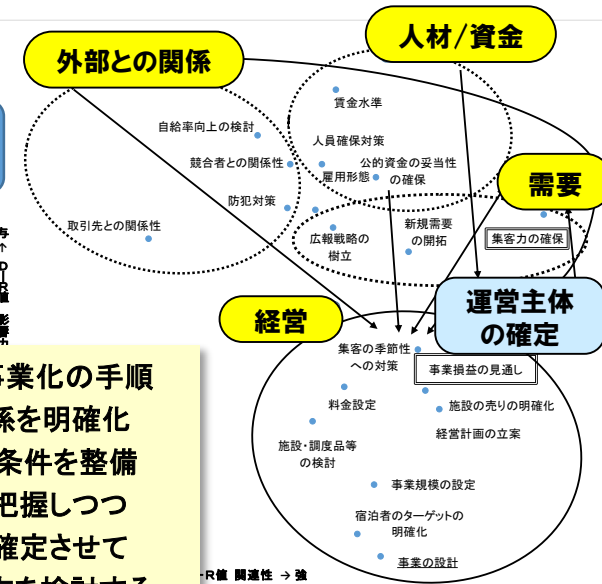 外部との関係
人材/資金
賃金水準
自給率向上の検討
人員確保対策
競合者との関係性
公的資金の妥当性
の確保
雇用形態
需要
防犯対策
取引先との関係性
広報戦略の
樹立
新規需要
の開拓
集客力の確保
運営主体
の確定
経営
集客の季節性
への対策
事業損益の見通し
料金設定
施設の売りの明確化
経営計画の立案
施設・調度品等
の検討
事業規模の設定
宿泊者のターゲットの
明確化
事業の設計
事業化の手順
係を明確化
条件を整備
把握しつつ
確定させて
を検討する
R値 関連性 → 強
与 ← D-R値 影響